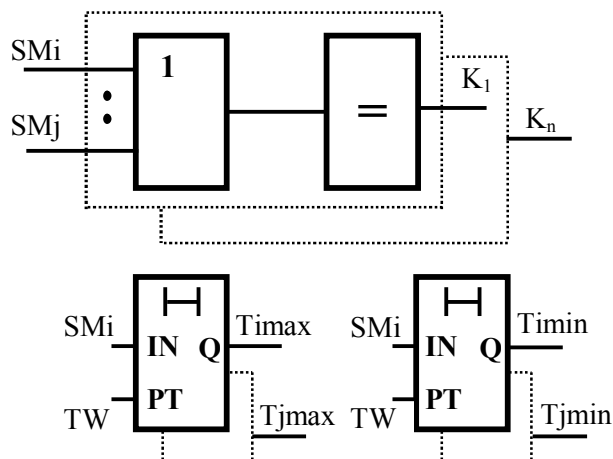 SMi
1
K1
SMj
=
Kn
SMi
IN
Q
Timax
TW
PT
Tjmax
SMi
IN
Q
Timin
TW
PT
Tjmin